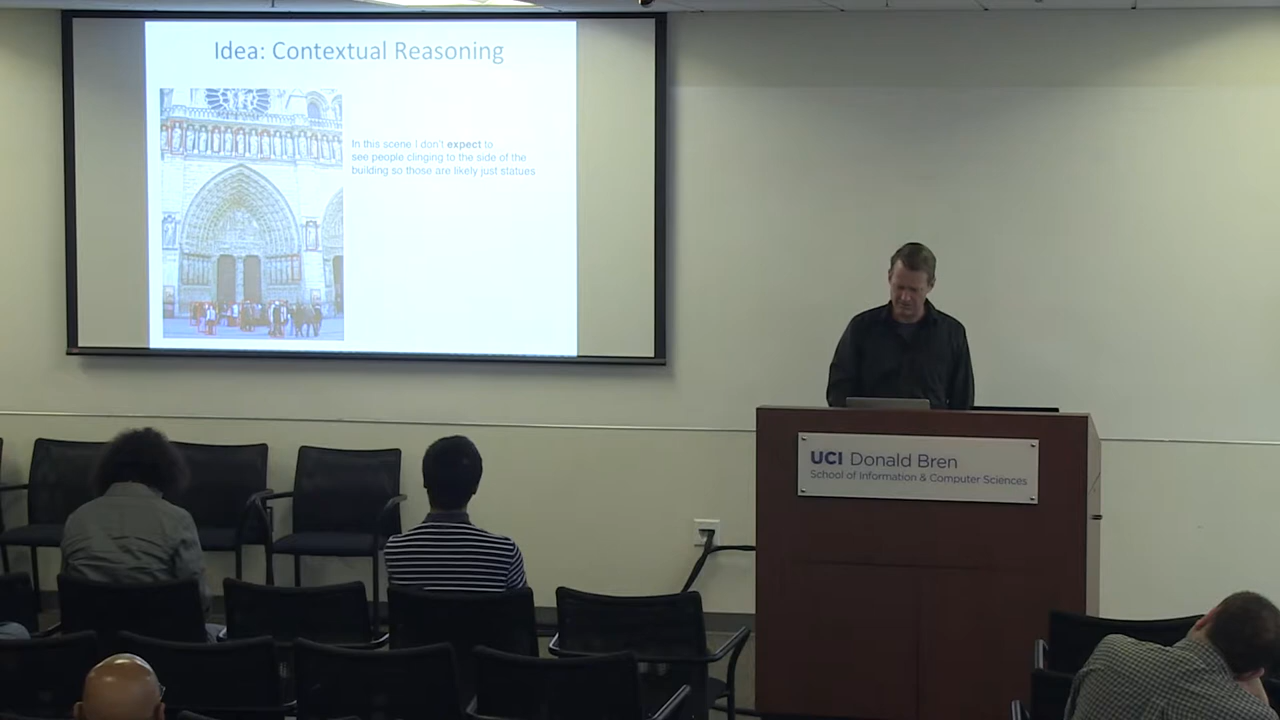 Idea: Contextual Reasoning
In this scene I don't expect to
see people clinging to the side of the
building so those are likely just statues
UCI Donald Bren
School of Information & Computer Sciences